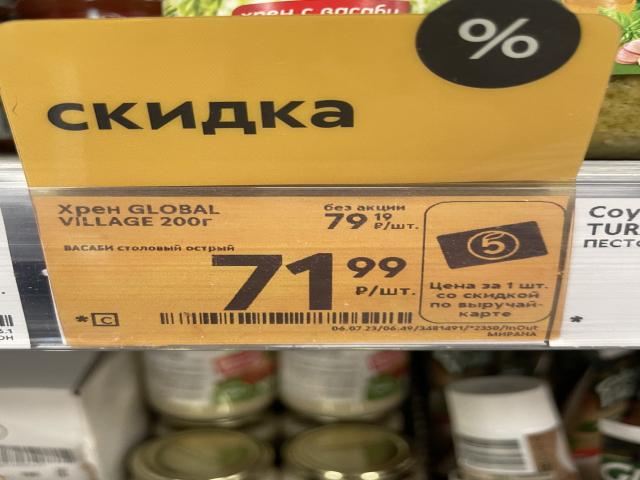 хрен с васаби
%
скидка
Хрен GLOBAL
VILLAGE 200г
без акции
79 19
₽/шт.
ВАСАБИ столовый острый
71 99
₽/шт.
5
Цена за 1 шт.
со скидкой
по выручай-
карте
*С
06.07.23/06:49/3481491/*2350/InOut
МИРАНА
Соу
TUR
ПЕСТО
*